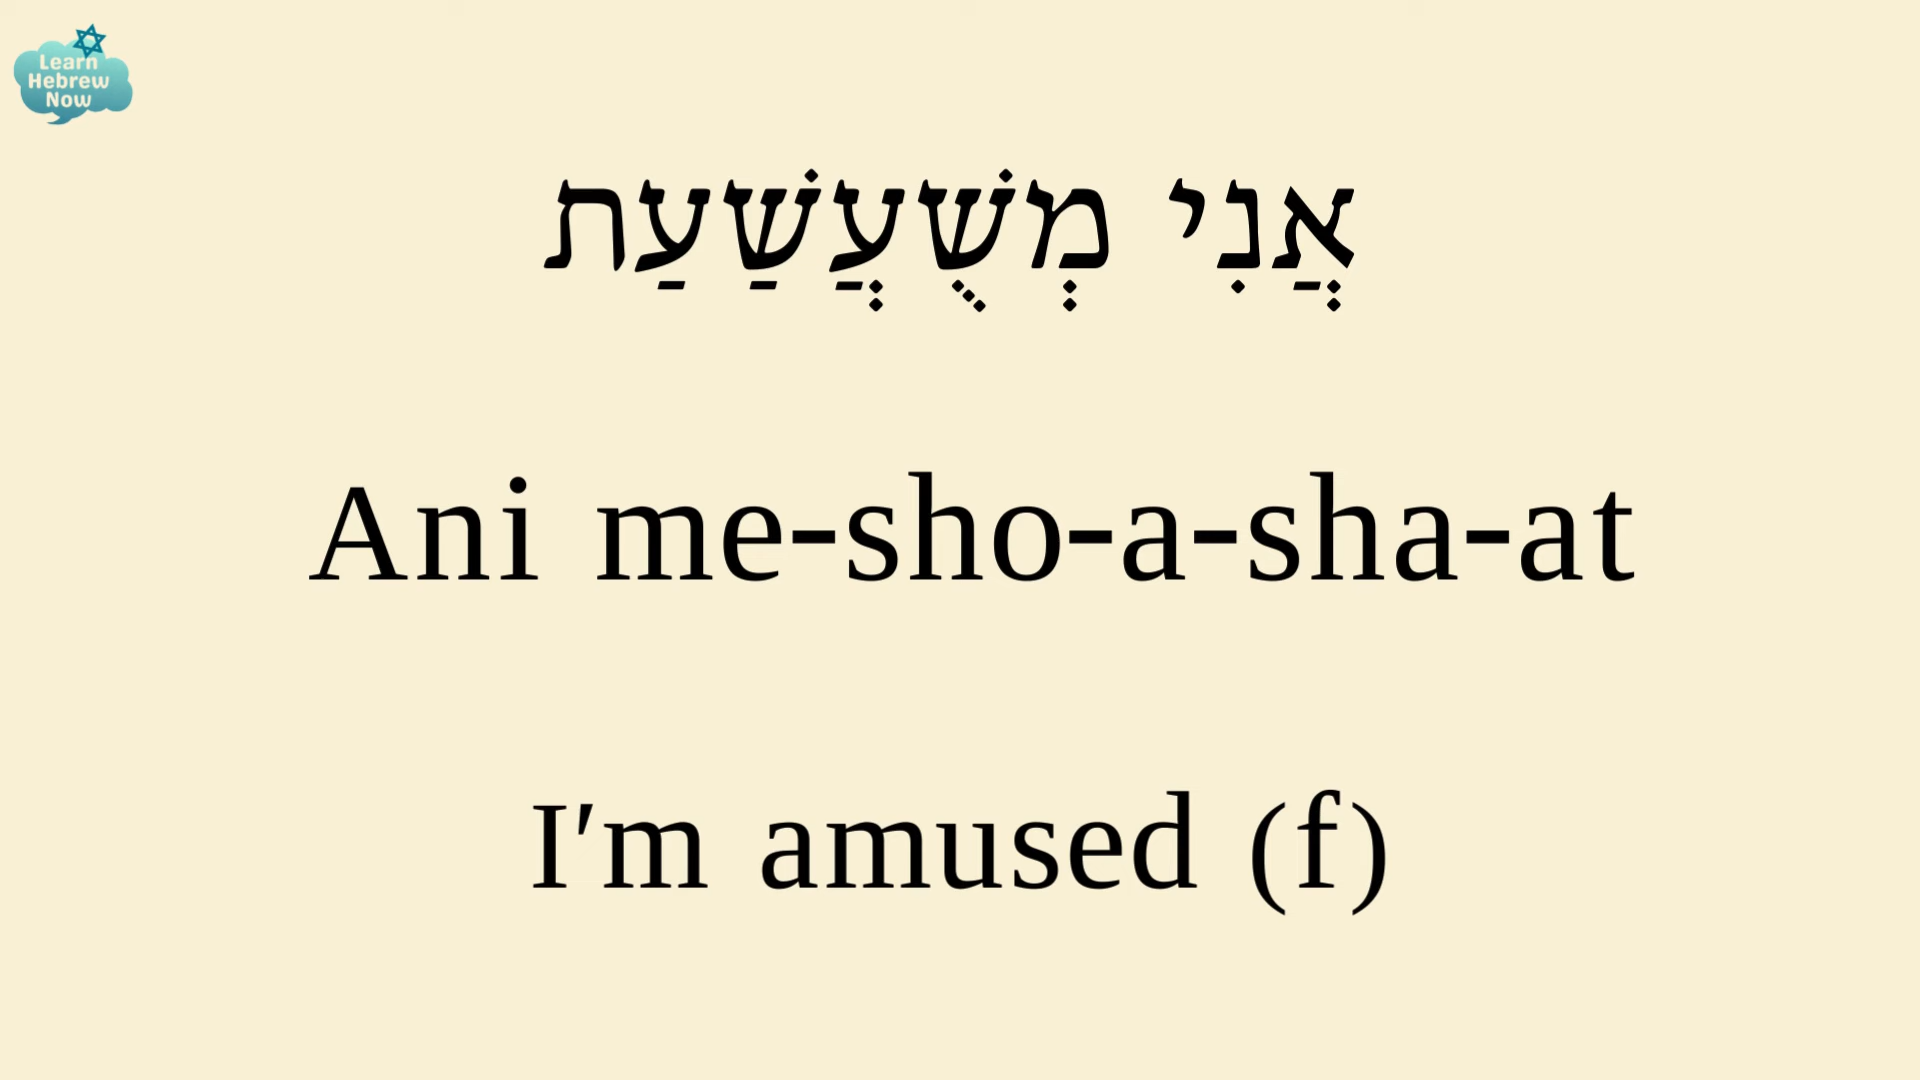 Learn
Hebrew
Now
אֲנִי מְשֻׁעֲשַׁעַת
Ani me-sho-a-sha-at
I'm amused (f)